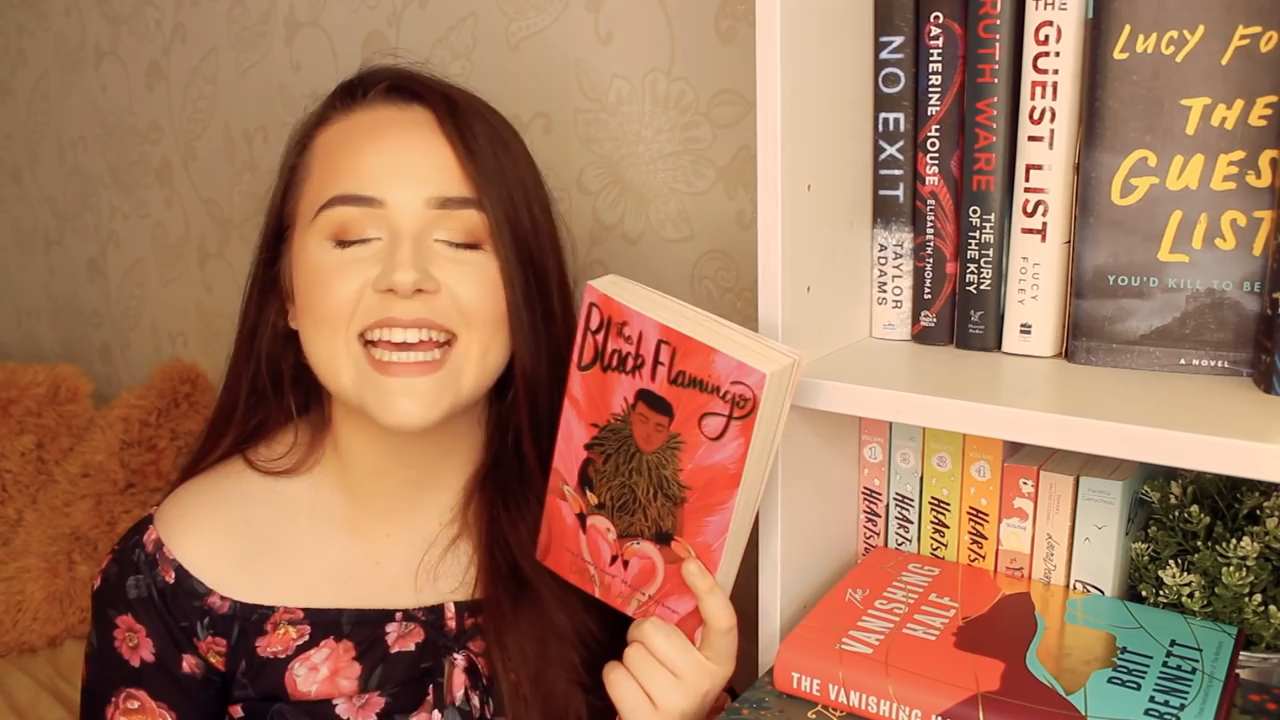 The
Black Flamingo
NO EXIT
TAYLOR
ADAMS
CATHERINE HOUSE
ELISABETH THOMAS
RUTH WARE
THE TURN
OF THE KEY
THE
GUEST LIST
LUCY
FOLEY
LUCY FO
THE
GUES
LIST
YOU'D KILL TO BE
A NOVEL
1
HEARTS
HEARTS
HEARTS
4
HEARTS
The
VANISHING
HALF
BRIT
BENNETT
THE VANISHING H